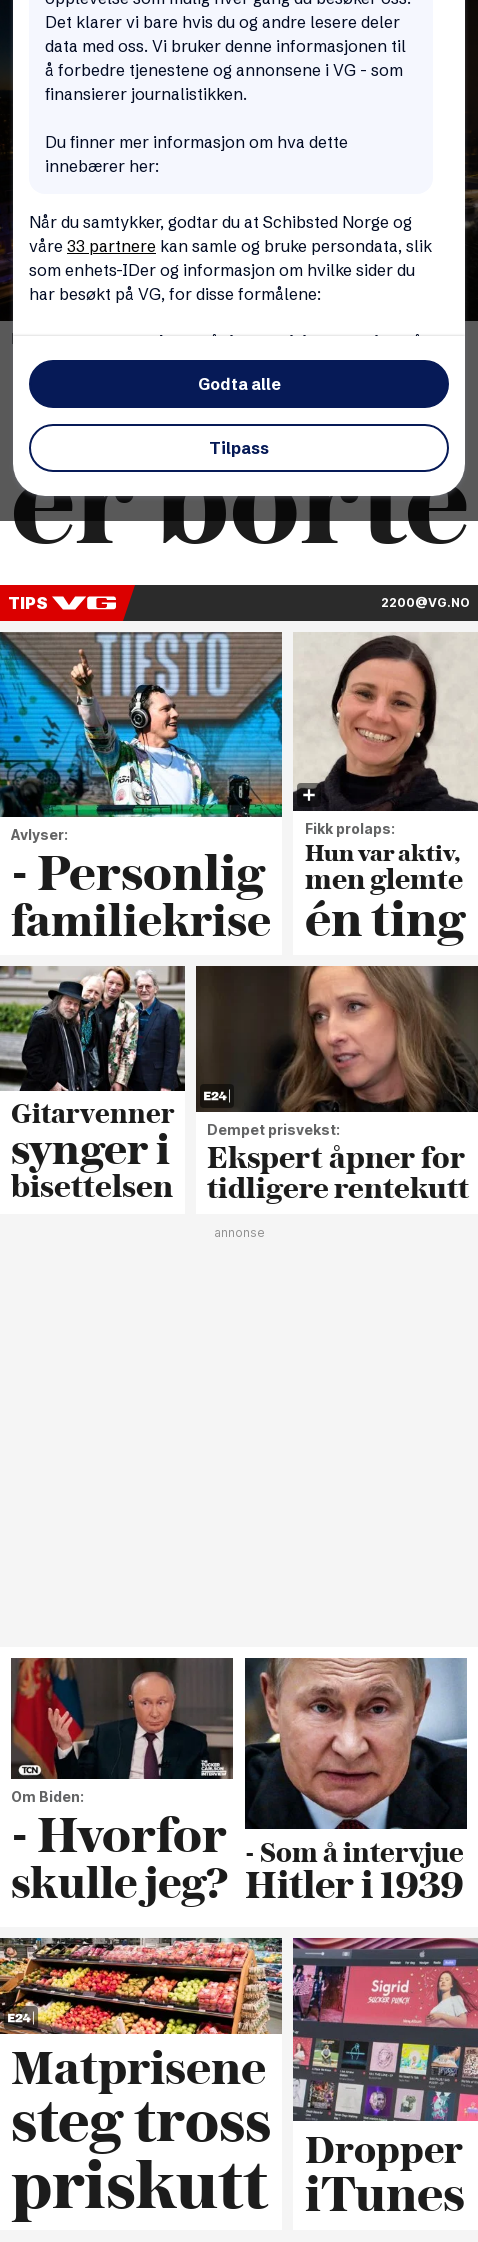 Det klarer vi bare hvis du og andre lesere deler
data med oss. Vi bruker denne informasjonen til
å forbedre tjenestene og annonsene i VG - som
finansierer journalistikken.
Du finner mer informasjon om hva dette
innebærer her:
Når du samtykker, godtar du at Schibsted Norge og
våre 33 partnere kan samle og bruke persondata, slik
som enhets-IDer og informasjon om hvilke sider du
har besøkt på VG, for disse formålene:
Godta alle
Tilpass
er borte
TIPS VG
2200@VG.NO
TIESTO
Avlyser:
- Personlig
familiekrise
Fikk prolaps:
Hun var aktiv,
men glemte
én ting
Gitarvenner
synger i
bisettelsen
E24
Dempet prisvekst:
Ekspert åpner for
tidligere rentekutt
annonse
TCN
THE
TUCKER
CARLSON
INTERVIEW
Om Biden:
- Hvorfor
skulle jeg?
- Som å intervjue
Hitler i 1939
E24
Matprisene
steg tross
priskutt
Sigrid
SUCKER PUNCH
Dropper
iTunes